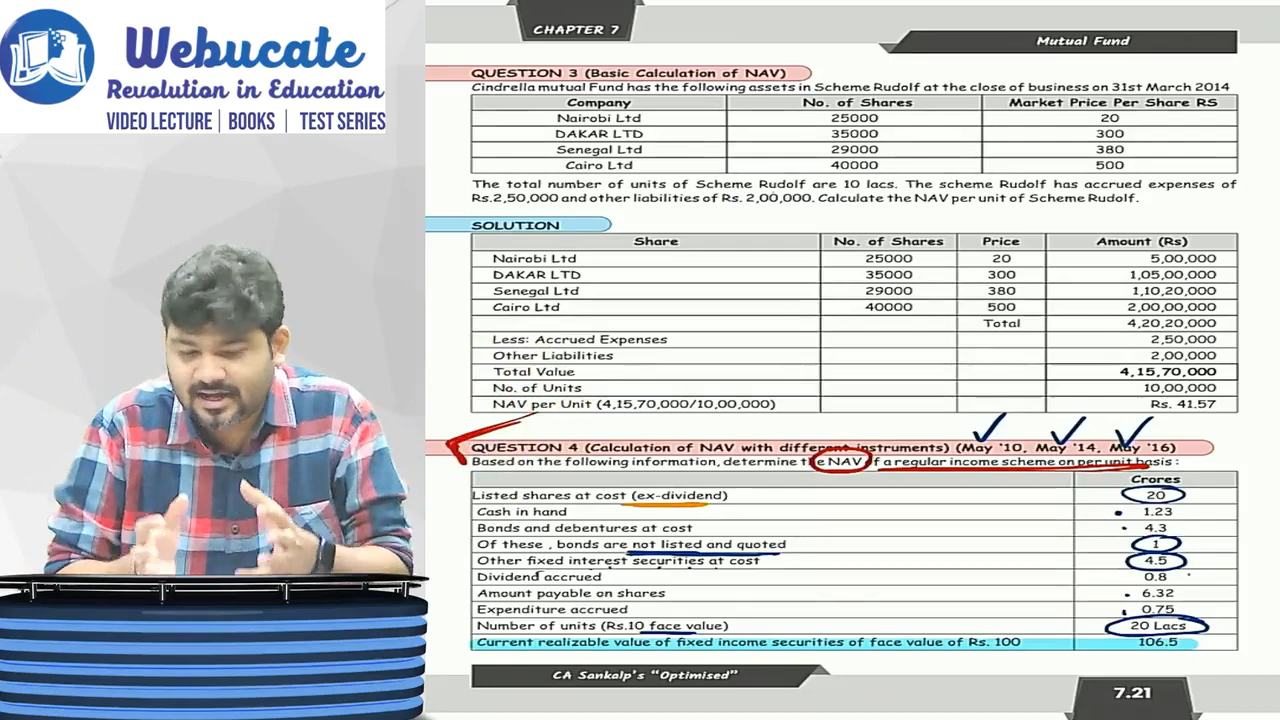 Webucate
Revolution in Education
VIDEO LECTURE | BOOKS | TEST SERIES
CHAPTER 7
Mutual Fund
QUESTION 3 (Basic Calculation of NAV)
Cindrella mutual Fund has the following assets in Scheme Rudolf at the close of business on 31st March 2014
Company No. of Shares Market Price Per Share RS
Nairobi Ltd 25000 20
DAKAR LTD 35000 300
Senegal Ltd 29000 380
Cairo Ltd 40000 500
The total number of units of Scheme Rudolf are 10 lacs. The scheme Rudolf has accrued expenses of
Rs.2,50,000 and other liabilities of Rs. 2,00,000. Calculate the NAV per unit of Scheme Rudolf.
SOLUTION
Share No. of Shares Price Amount (Rs)
Nairobi Ltd 25000 20 5,00,000
DAKAR LTD 35000 300 1,05,00,000
Senegal Ltd 29000 380 1,10,20,000
Cairo Ltd 40000 500 2,00,00,000
Total 4,20,20,000
Less: Accrued Expenses 2,50,000
Other Liabilities 2,00,000
Total Value 4,15,70,000
No. of Units 10,00,000
NAV per Unit (4,15,70,000/10,00,000) Rs. 41.57
QUESTION 4 (Calculation of NAV with different instruments) (May '10, May '14, May '16)
Based on the following information, determine the NAV of a regular income scheme on per unit basis :
Crores
Listed shares at cost (ex-dividend) 20
Cash in hand 1.23
Bonds and debentures at cost 4.3
Of these , bonds are not listed and quoted 1
Other fixed interest securities at cost 4.5
Dividend accrued 0.8
Amount payable on shares 6.32
Expenditure accrued 0.75
Number of units (Rs.10 face value) 20 Lacs
Current realizable value of fixed income securities of face value of Rs. 100 106.5
CA Sankalp's "Optimised"
7.21